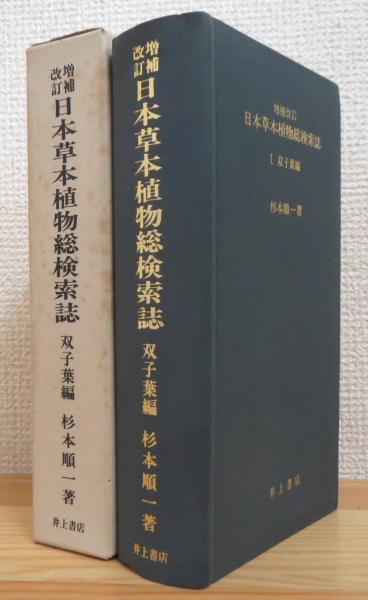 増補
改訂
日本草本植物総検索誌
双子葉編
杉本順一著
井上書店
増補
改訂
日本草本植物総検索誌
双子葉編
杉本順一著
井上書店
増補改訂
日本草本植物総検索誌
I 双子葉編
杉本順一著
井上書店